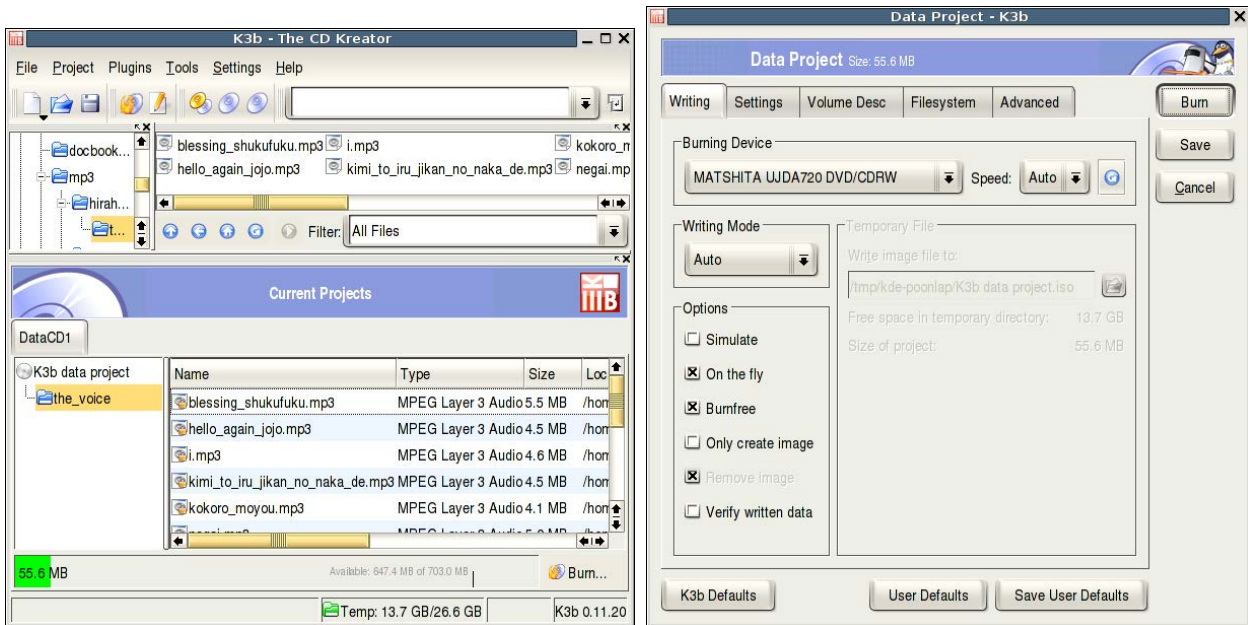 K3b - The CD Kreator
File Project Plugins Tools Settings Help
docbook...
mp3
hirah...
t...
blessing_shukufuku.mp3 i.mp3 kokoro_m
hello_again_jojo.mp3 kimi_to_iru_jikan_no_naka_de.mp3 negai.mp
Filter: All Files
Current Projects
DataCD1
K3b data project
the_voice
Name Type Size Loc
blessing_shukufuku.mp3 MPEG Layer 3 Audio 5.5 MB /hom
hello_again_jojo.mp3 MPEG Layer 3 Audio 4.5 MB /hom
i.mp3 MPEG Layer 3 Audio 4.6 MB /hom
kimi_to_iru_jikan_no_naka_de.mp3 MPEG Layer 3 Audio 4.5 MB /hom
kokoro_moyou.mp3 MPEG Layer 3 Audio 4.1 MB /hom
55.6 MB Available: 647.4 MB of 703.0 MB Burn...
Temp: 13.7 GB/26.6 GB K3b 0.11.20
Data Project - K3b
Data Project Size: 55.6 MB
Writing Settings Volume Desc Filesystem Advanced
Burn
Save
Cancel
Burning Device
MATSHITA UJDA720 DVD/CDRW Speed: Auto
Writing Mode
Auto
Options
Simulate
On the fly
Burnfree
Only create image
Remove image
Verify written data
Temporary File
Write image file to:
/tmp/kde-poonlap/K3b data project.iso
Free space in temporary directory: 13.7 GB
Size of project: 55.6 MB
K3b Defaults User Defaults Save User Defaults